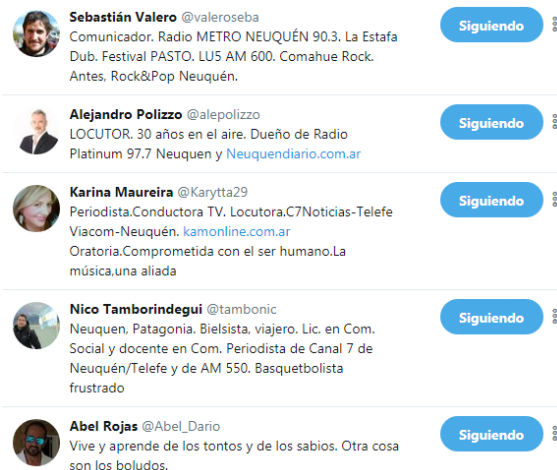 Sebastián Valero @valeroseba
Siguiendo
Comunicador. Radio METRO NEUQUÉN 90.3. La Estafa
Dub. Festival PASTO. LU5 AM 600. Comahue Rock.
Antes, Rock&Pop Neuquén.
Alejandro Polizzo @alepolizzo
Siguiendo
LOCUTOR. 30 años en el aire. Dueño de Radio
Platinum 97.7 Neuquen y Neuquendiario.com.ar
Karina Maureira @Karytta29
Siguiendo
Periodista.Conductora TV. Locutora.C7Noticias-Telefe
Viacom-Neuquén. kamonline.com.ar
Oratoria.Comprometida con el ser humano.La
música,una aliada
Nico Tamborindegui @tambonic
Siguiendo
Neuquen, Patagonia. Bielsista, viajero. Lic. en Com.
Social y docente en Com. Periodista de Canal 7 de
Neuquén/Telefe y de AM 550. Basquetbolista
frustrado
Abel Rojas @Abel_Dario
Siguiendo
Vive y aprende de los tontos y de los sabios. Otra cosa
son los boludos.